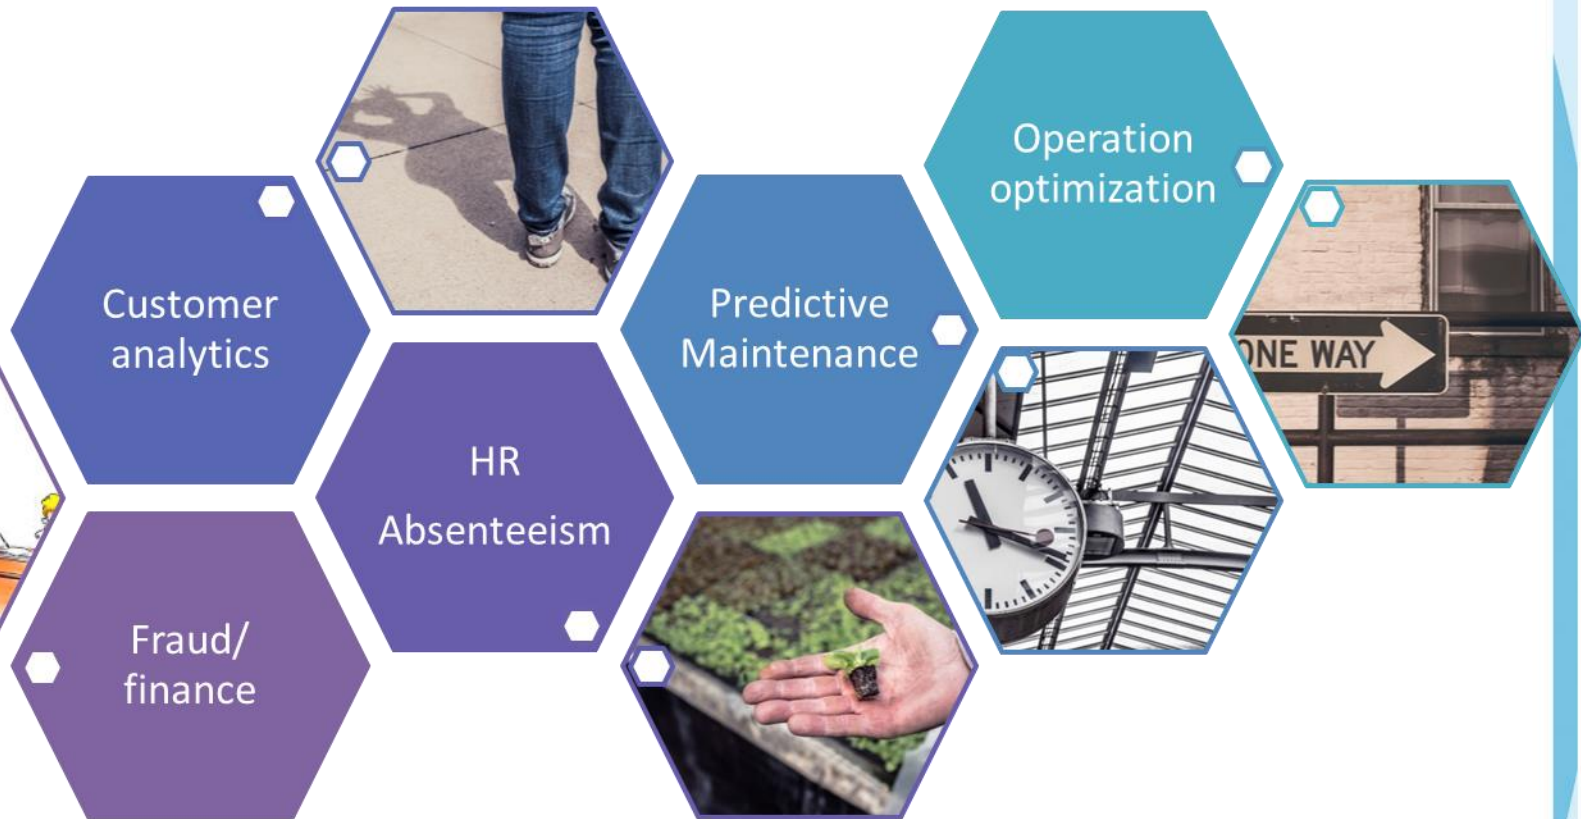 Operation
optimization
Customer
analytics
Predictive
Maintenance
ONE WAY
HR
Absenteeism
Fraud/
finance